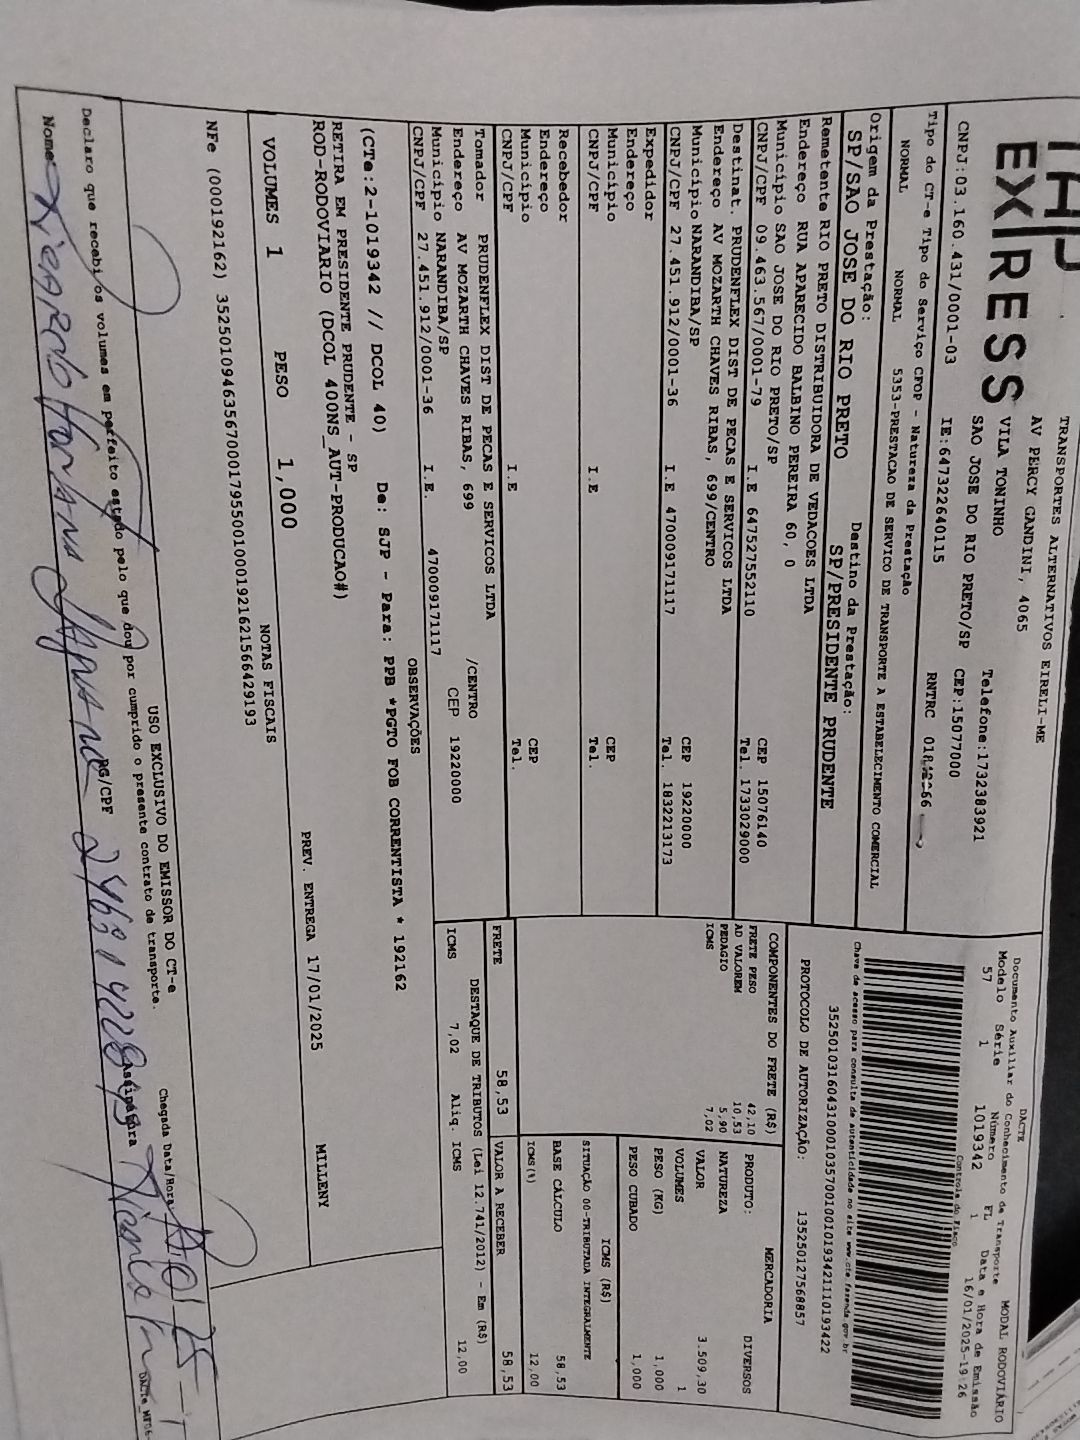 TAP
EX|RESS
TRANSPORTES ALTERNATIVOS EIRELI-ME
AV PERCY GANDINI, 4065
VILA TONINHO
SAO JOSE DO RIO PRETO/SP
Telefone:1732383921
CEP:15077000
CNPJ:03.160.431/0001-03
IE:647322640115
RNTRC
DACTE
Documento Auxiliar do Conhecimento de Transporte
MODAL RODOVIÁRIO
Modelo Série Número FL Data e Hora de Emissão
57 1 1019342 1 16/01/2025-19:26
Controle do Fisco
Chave de acesso para consulta de autenticidade no site www.cte.fazenda.gov.br
35250103160431000103570010010193421110193422
PROTOCOLO DE AUTORIZAÇÃO: 135250127568857
Tipo do CT-e Tipo do Serviço CFOP - Natureza da Prestação
NORMAL NORMAL 5353-PRESTACAO DE SERVICO DE TRANSPORTE A ESTABELECIMENTO COMERCIAL
Origem da Prestação: Destino da Prestação:
SP/SAO JOSE DO RIO PRETO SP/PRESIDENTE PRUDENTE
Remetente RIO PRETO DISTRIBUIDORA DE VEDACOES LTDA
Endereço RUA APARECIDO BALBINO PEREIRA 60, 0
Município SAO JOSE DO RIO PRETO/SP CEP 15076140
CNPJ/CPF 09.463.567/0001-79 I.E 647527552110 Tel. 1733029000
Destinat. PRUDENFLEX DIST DE PECAS E SERVICOS LTDA
Endereço AV MOZARTH CHAVES RIBAS, 699/CENTRO
Município NARANDIBA/SP CEP 19220000
CNPJ/CPF 27.451.912/0001-36 I.E 470009171117 Tel. 1832213173
Expedidor
Endereço
Município CEP
CNPJ/CPF I.E Tel.
Recebedor
Endereço
Município CEP
CNPJ/CPF I.E Tel.
Tomador PRUDENFLEX DIST DE PECAS E SERVICOS LTDA
Endereço AV MOZARTH CHAVES RIBAS, 699 /CENTRO
Município NARANDIBA/SP CEP 19220000
CNPJ/CPF 27.451.912/0001-36 I.E. 470009171117
COMPONENTES DO FRETE (R$)
FRETE PESO 42,10
AD VALOREM 10,53
PEDAGIO 5,90
ICMS 7,02
MERCADORIA
PRODUTO: DIVERSOS
NATUREZA
VALOR 3.509,30
VOLUMES 1
PESO (KG) 1,000
PESO CUBADO 1,000
ICMS (R$)
SITUAÇÃO 00-TRIBUTADA INTEGRALMENTE
BASE CÁLCULO 58,53
ICMS(%) 12,00
FRETE 58,53
VALOR A RECEBER 58,53
DESTAQUE DE TRIBUTOS (Lei 12.741/2012) - Em (R$)
ICMS 7,02 Aliq. ICMS 12,00
OBSERVAÇÕES
(CTe:2-1019342 // DCOL 40) De: SJP - Para: PPB *PGTO FOB CORRENTISTA * 192162
RETIRA EM PRESIDENTE PRUDENTE - SP
ROD-RODOVIARIO (DCOL 400NS_AUT-PRODUCAO#)
PREV. ENTREGA 17/01/2025 MILLENY
VOLUMES 1 PESO 1,000
NOTAS FISCAIS
NFe (000192162) 35250109463567000179550010001921621566429193
USO EXCLUSIVO DO EMISSOR DO CT-e
Declaro que recebi os volumes em perfeito estado pelo que dou por cumprido o presente contrato de transporte.
Chegada Data/Hora
Nome RG/CPF Assinatura